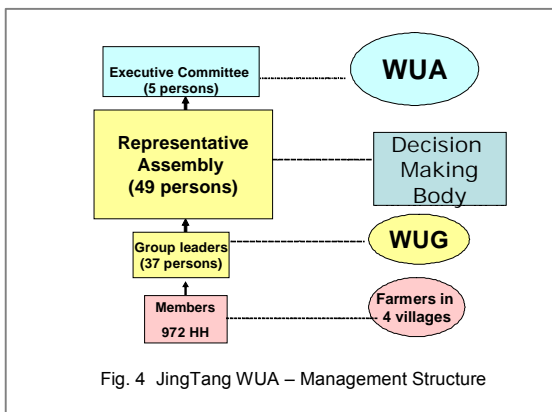 Executive Committee
(5 persons)
WUA
Representative
Assembly
(49 persons)
Decision
Making
Body
Group leaders
(37 persons)
WUG
Members
972 HH
Farmers in
4 villages
Fig. 4 JingTang WUA – Management Structure